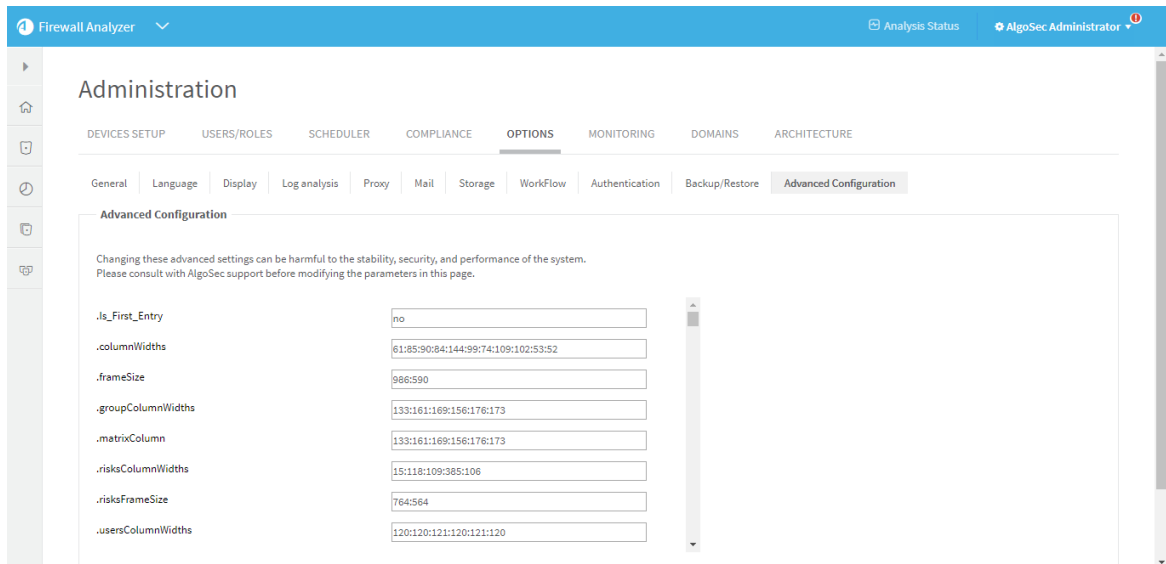 Firewall Analyzer
Analysis Status
AlgoSec Administrator
Administration
DEVICES SETUP USERS/ROLES SCHEDULER COMPLIANCE OPTIONS MONITORING DOMAINS ARCHITECTURE
General Language Display Log analysis Proxy Mail Storage WorkFlow Authentication Backup/Restore Advanced Configuration
Advanced Configuration
Changing these advanced settings can be harmful to the stability, security, and performance of the system.
Please consult with AlgoSec support before modifying the parameters in this page.
.Is_First_Entry no
.columnWidths 61:85:90:84:144:99:74:109:102:53:52
.frameSize 986:590
.groupColumnWidths 133:161:169:156:176:173
.matrixColumn 133:161:169:156:176:173
.risksColumnWidths 15:118:109:385:106
.risksFrameSize 764:564
.usersColumnWidths 120:120:121:120:121:120